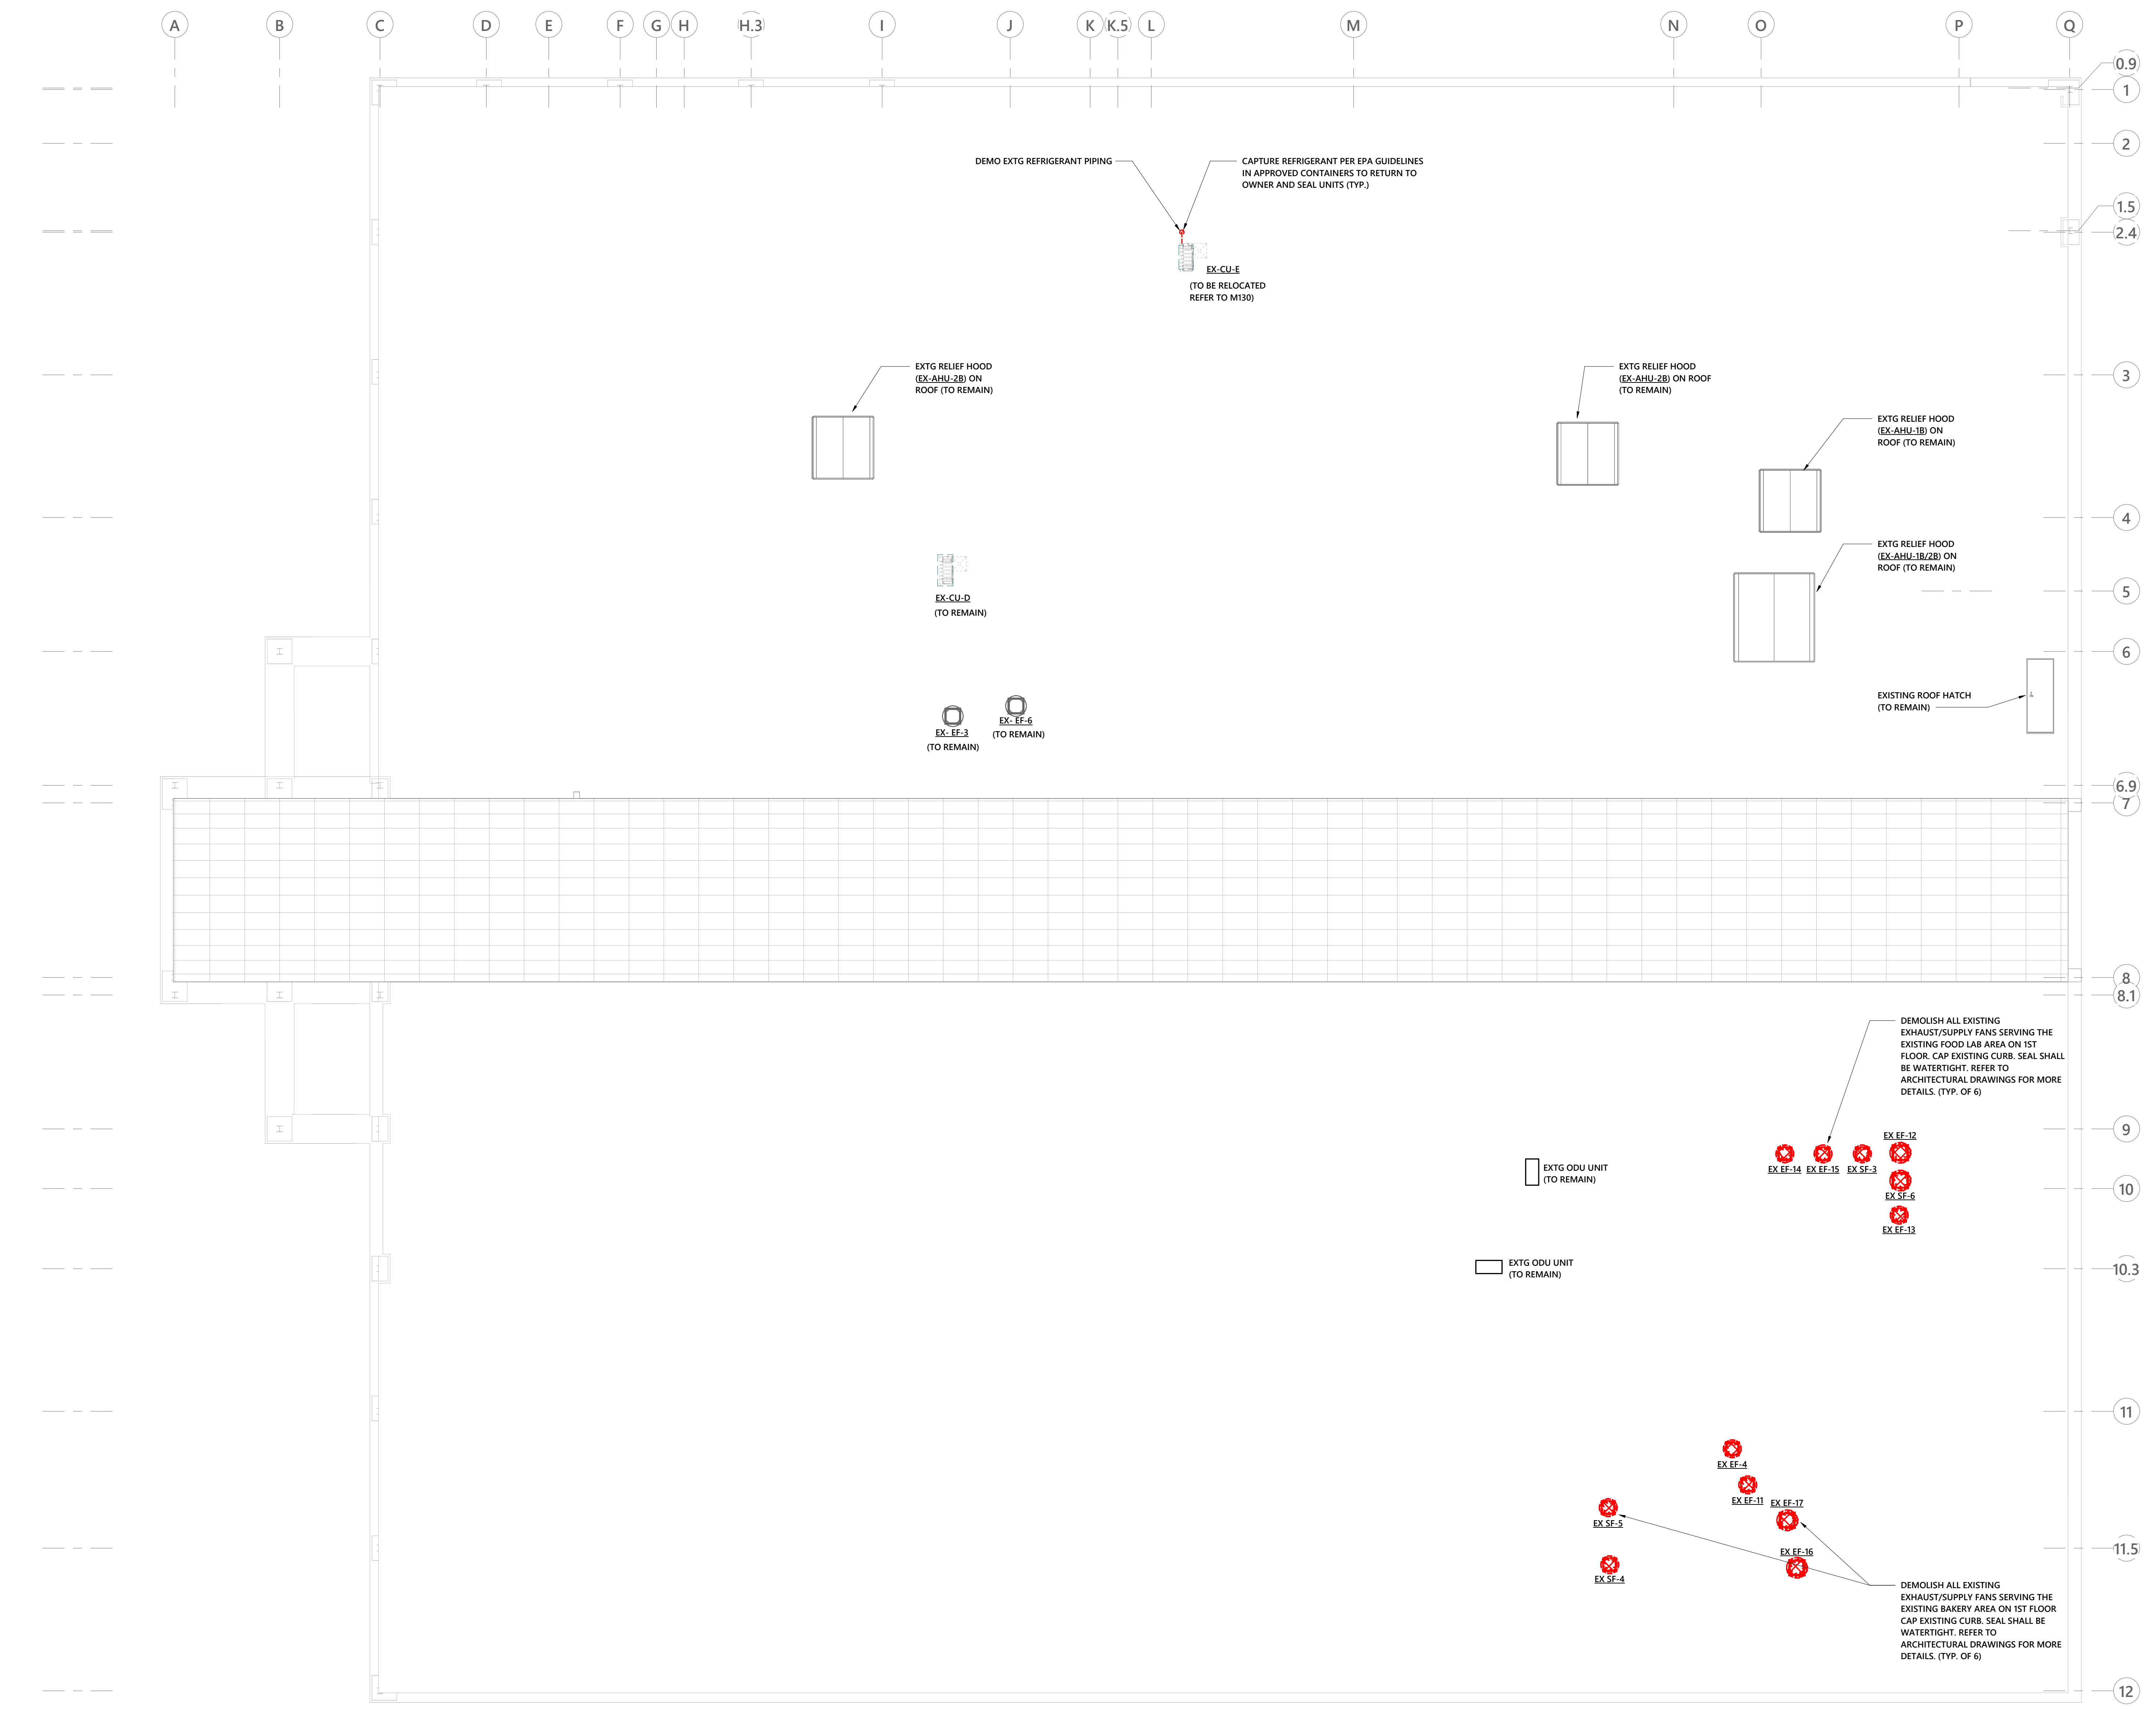 A
B
C
D
E
F
G
H
H.3
I
J
K
K.5
L
M
N
O
P
Q
0.9
1
2
1.5
2.4
3
4
5
6
6.9
7
8
8.1
9
10
10.3
11
11.5
12
DEMO EXTG REFRIGERANT PIPING
CAPTURE REFRIGERANT PER EPA GUIDELINES
IN APPROVED CONTAINERS TO RETURN TO
OWNER AND SEAL UNITS (TYP.)
EX-CU-E
(TO BE RELOCATED
REFER TO M130)
EXTG RELIEF HOOD
(EX-AHU-2B) ON
ROOF (TO REMAIN)
EXTG RELIEF HOOD
(EX-AHU-2B) ON ROOF
(TO REMAIN)
EXTG RELIEF HOOD
(EX-AHU-1B) ON
ROOF (TO REMAIN)
EXTG RELIEF HOOD
(EX-AHU-1B/2B) ON
ROOF (TO REMAIN)
EX-CU-D
(TO REMAIN)
EXISTING ROOF HATCH
(TO REMAIN)
EX- EF-3
(TO REMAIN)
EX- EF-6
(TO REMAIN)
DEMOLISH ALL EXISTING
EXHAUST/SUPPLY FANS SERVING THE
EXISTING FOOD LAB AREA ON 1ST
FLOOR. CAP EXISTING CURB. SEAL SHALL
BE WATERTIGHT. REFER TO
ARCHITECTURAL DRAWINGS FOR MORE
DETAILS. (TYP. OF 6)
EX EF-12
EX EF-14
EX EF-15
EX SF-3
EX SF-6
EX EF-13
EXTG ODU UNIT
(TO REMAIN)
EXTG ODU UNIT
(TO REMAIN)
EX EF-4
EX EF-11
EX EF-17
EX SF-5
EX EF-16
EX SF-4
DEMOLISH ALL EXISTING
EXHAUST/SUPPLY FANS SERVING THE
EXISTING BAKERY AREA ON 1ST FLOOR
CAP EXISTING CURB. SEAL SHALL BE
WATERTIGHT. REFER TO
ARCHITECTURAL DRAWINGS FOR MORE
DETAILS. (TYP. OF 6)